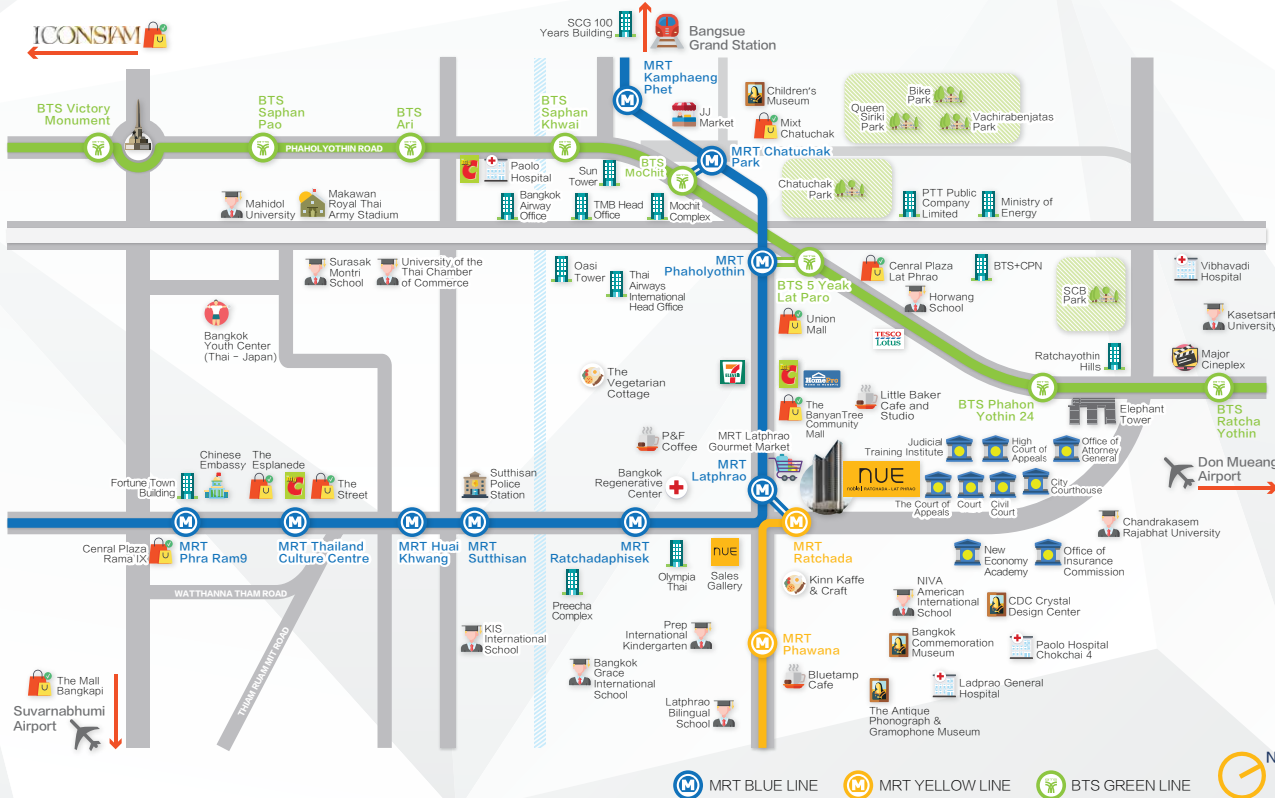 ICONSIAM
SCG 100
Years Building
Bangsue
Grand Station
MRT
Kamphaeng
Phet
BTS Victory
Monument
BTS
Saphan
Pao
BTS
Ari
BTS
Saphan
Khwai
PHAHOLYOTHIN ROAD
JJ
Market
Children's
Museum
Mixt
Chatuchak
Bike
Park
Queen
Siriki
Park
Vachirabenjatas
Park
MRT Chatuchak
Park
BTS
MoChit
Paolo
Hospital
Sun
Tower
Bangkok
Airway
Office
TMB Head
Office
Mochit
Complex
Chatuchak
Park
PTT Public
Company
Limited
Ministry of
Energy
Mahidol
University
Makawan
Royal Thai
Army Stadium
Surasak
Montri
School
University of the
Thai Chamber
of Commerce
Oasi
Tower
Thai
Airways
International
Head Gffice
MRT
Phaholyothin
BTS 5 Yeak
Lat Paro
Cenral Plaza
Lat Phrao
BTS+CPN
Horwang
School
SCB
Park
Vibhavadi
Hospital
Kasetsart
University
Bangkok
Youth Center
(Thai - Japan)
Union
Mall
TESCO
Lotus
Ratchayothin
Hills
Major
Cineplex
The
Vegetarian
Cottage
7
ELEVEN
HomePro
The
BanyanTree
Community
Mall
Little Baker
Cafe and
Studio
BTS Phahon
Yothin 24
Elephant
Tower
BTS
Ratcha
Yothin
P&F
Coffee
MRT Latphrao
Gourmet Market
Judicial
Training Institute
High
Court of
Appeals
Office of
Attorney
General
Don Mueang
Airport
Chinese
Embassy
The
Esplanede
Fortune Town
Building
The
Street
Sutthisan
Police
Station
Bangkok
Regenerative
Center
MRT
Latphrao
nue
noble | RATCHADA-LAT PHRAO
The Court of
Appeals
Court
Civil
Court
City
Courthouse
Chandrakasem
Rajabhat University
Cenral Plaza
Rama IX
MRT
Phra Ram9
MRT Thailand
Culture Centre
MRT Huai
Khwang
MRT
Sutthisan
MRT
Ratchadaphisek
MRT
Ratchada
New
Economy
Academy
Office of
Insurance
Commission
WATTHANNA THAM ROAD
THIAM RUAM MIT ROAD
Preecha
Complex
Olympia
Thai
nue
Sales
Gallery
Kinn Kaffe
& Craft
NIVA
American
International
School
CDC Crystal
Design Center
KIS
International
School
Prep
International
Kindergarten
MRT
Phawana
Bangkok
Commemoration
Museum
Paolo Hospital
Chokchai 4
Bangkok
Grace
International
School
Bluetamp
Cafe
Ladprao General
Hospital
The Mall
Bangkapi
Suvarnabhumi
Airport
Latphrao
Bilingual
School
The Antique
Phonograph &
Gramophone Museum
MRT BLUE LINE
MRT YELLOW LINE
BTS GREEN LINE
N